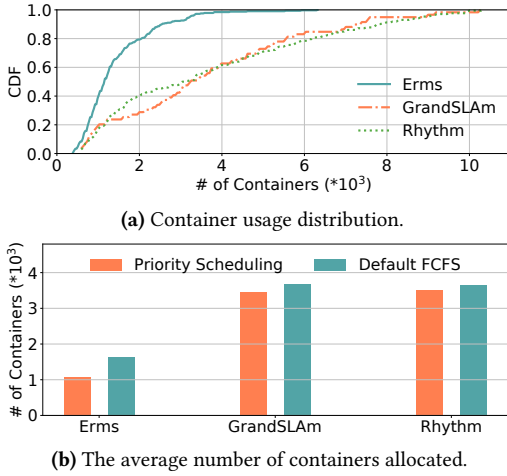 1.0
0.8
0.6
0.4
0.2
0.0
CDF
Erms
GrandSLAm
Rhythm
0 2 4 6 8 10
# of Containers (*10³)
(a) Container usage distribution.
# of Containers (*10³)
4
3
2
1
0
Priority Scheduling Default FCFS
Erms GrandSLAm Rhythm
(b) The average number of containers allocated.